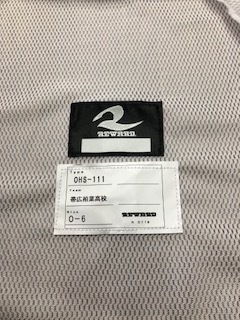 REWARD
Type
OHS-111
Team
帯広柏葉高校
Size
O-6
REWARD